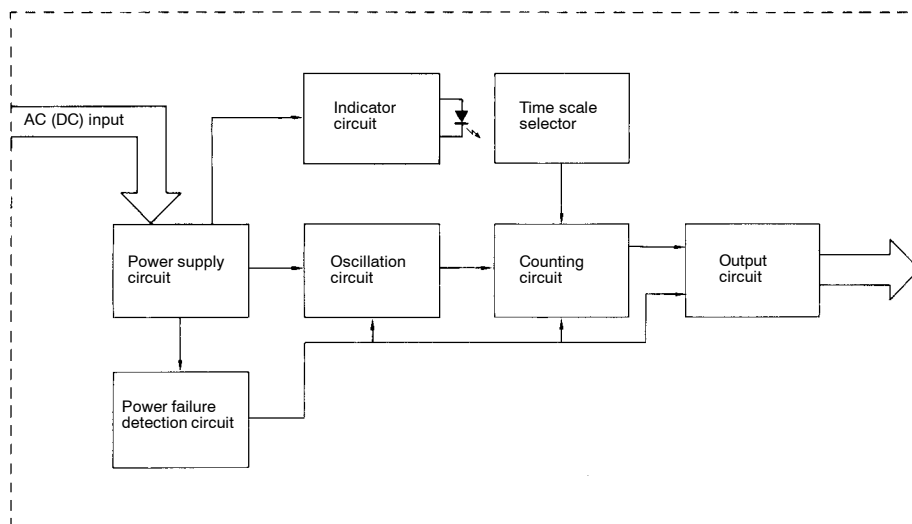 AC (DC) input
Indicator
circuit
Time scale
selector
Power supply
circuit
Oscillation
circuit
Counting
circuit
Output
circuit
Power failure
detection circuit